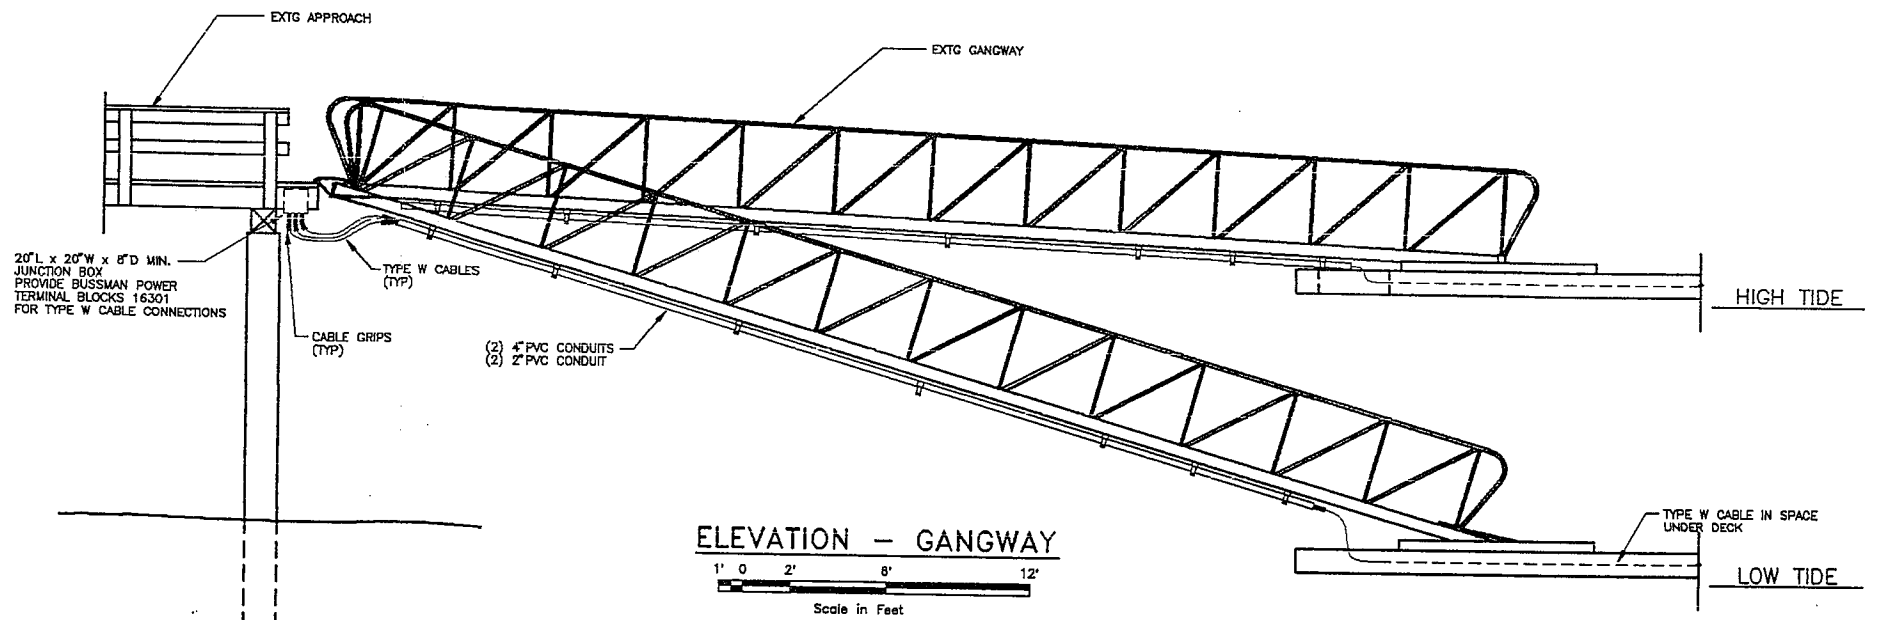 EXTG APPROACH
EXTG GANGWAY
20"L x 20"W x 8"D MIN.
JUNCTION BOX
PROVIDE BUSSMAN POWER
TERMINAL BLOCKS 16301
FOR TYPE W CABLE CONNECTIONS
TYPE W CABLES
(TYP)
CABLE GRIPS
(TYP)
(2) 4" PVC CONDUITS
(2) 2" PVC CONDUIT
HIGH TIDE
TYPE W CABLE IN SPACE
UNDER DECK
LOW TIDE
ELEVATION – GANGWAY
1' 0 2' 8' 12'
Scale in Feet